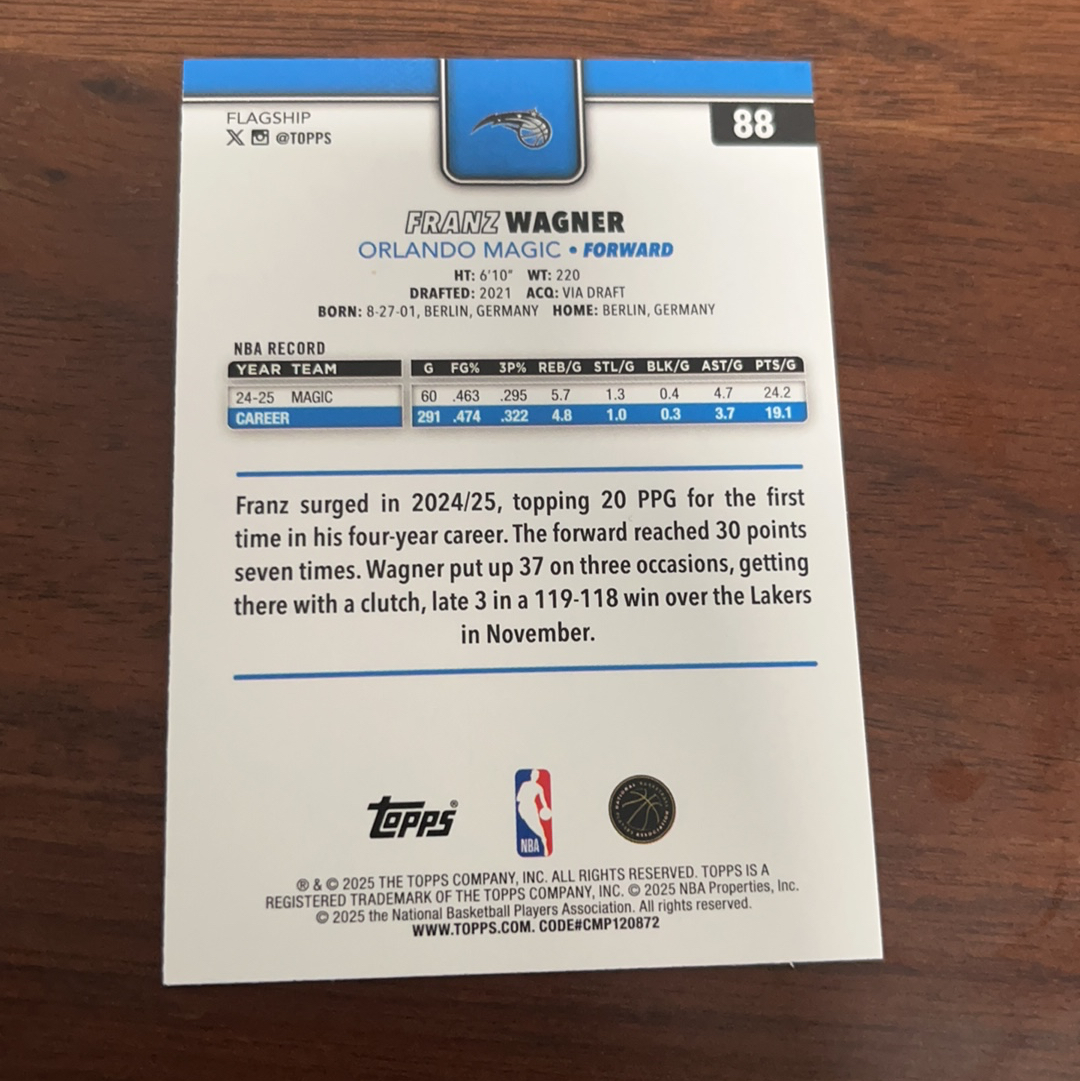 FLAGSHIP
88
X @TOPPS
FRANZ WAGNER
ORLANDO MAGIC • FORWARD
HT: 6'10" WT: 220
DRAFTED: 2021 ACQ: VIA DRAFT
BORN: 8-27-01, BERLIN, GERMANY HOME: BERLIN, GERMANY
NBA RECORD
YEAR TEAM G FG% 3P% REB/G STL/G BLK/G AST/G PTS/G
24-25 MAGIC 60 .463 .295 5.7 1.3 0.4 4.7 24.2
CAREER 291 .474 .322 4.8 1.0 0.3 3.7 19.1
Franz surged in 2024/25, topping 20 PPG for the first
time in his four-year career. The forward reached 30 points
seven times. Wagner put up 37 on three occasions, getting
there with a clutch, late 3 in a 119-118 win over the Lakers
in November.
topps®
NBA
® & © 2025 THE TOPPS COMPANY, INC. ALL RIGHTS RESERVED. TOPPS IS A
REGISTERED TRADEMARK OF THE TOPPS COMPANY, INC. © 2025 NBA Properties, Inc.
© 2025 the National Basketball Players Association. All rights reserved.
WWW.TOPPS.COM. CODE#CMP120872